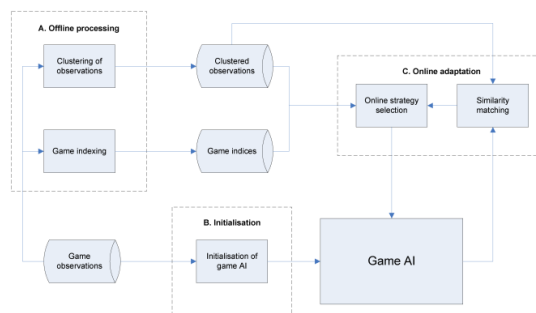 A. Offline processing
Clustering of
observations
Clustered
observations
C. Online adaptation
Online strategy
selection
Similarity
matching
Game indexing
Game indices
B. Initialisation
Game
observations
Initialisation of
game AI
Game AI